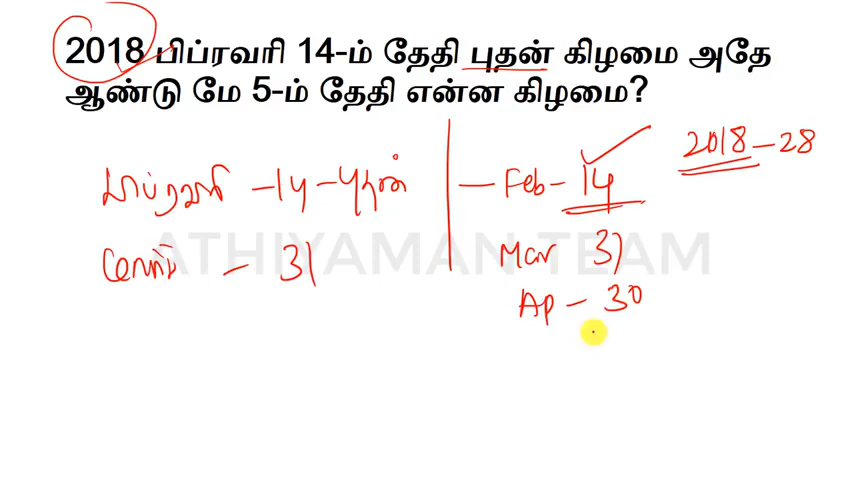 2018 பிப்ரவரி 14-ம் தேதி புதன் கிழமை அதே
ஆண்டு மே 5-ம் தேதி என்ன கிழமை?
2018 - 28
பிப்ரவரி - 14 - புதன்
- Feb - 14
மார்ச் - 31
Mar 31
Ap - 30
ATHIYAMAN TEAM